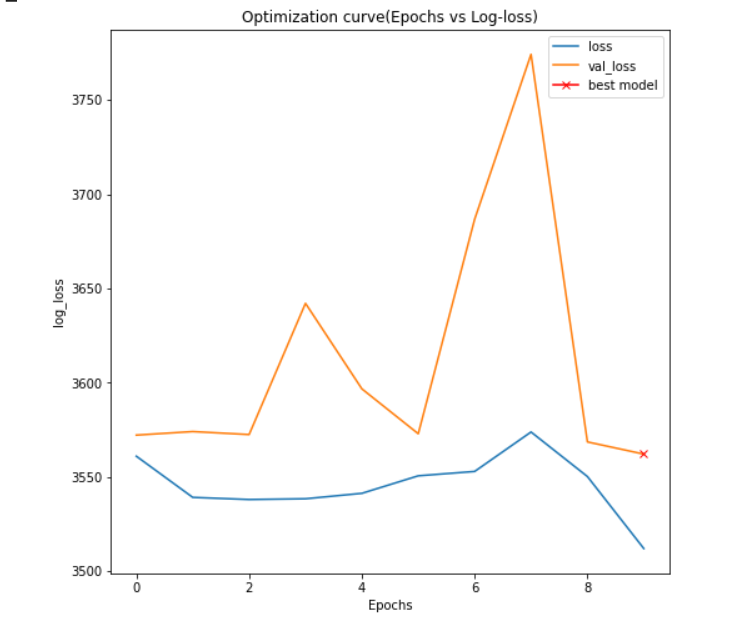 Optimization curve(Epochs vs Log-loss)
loss
val_loss
best model
3750
3700
3650
3600
3550
3500
log_loss
0 2 4 6 8
Epochs